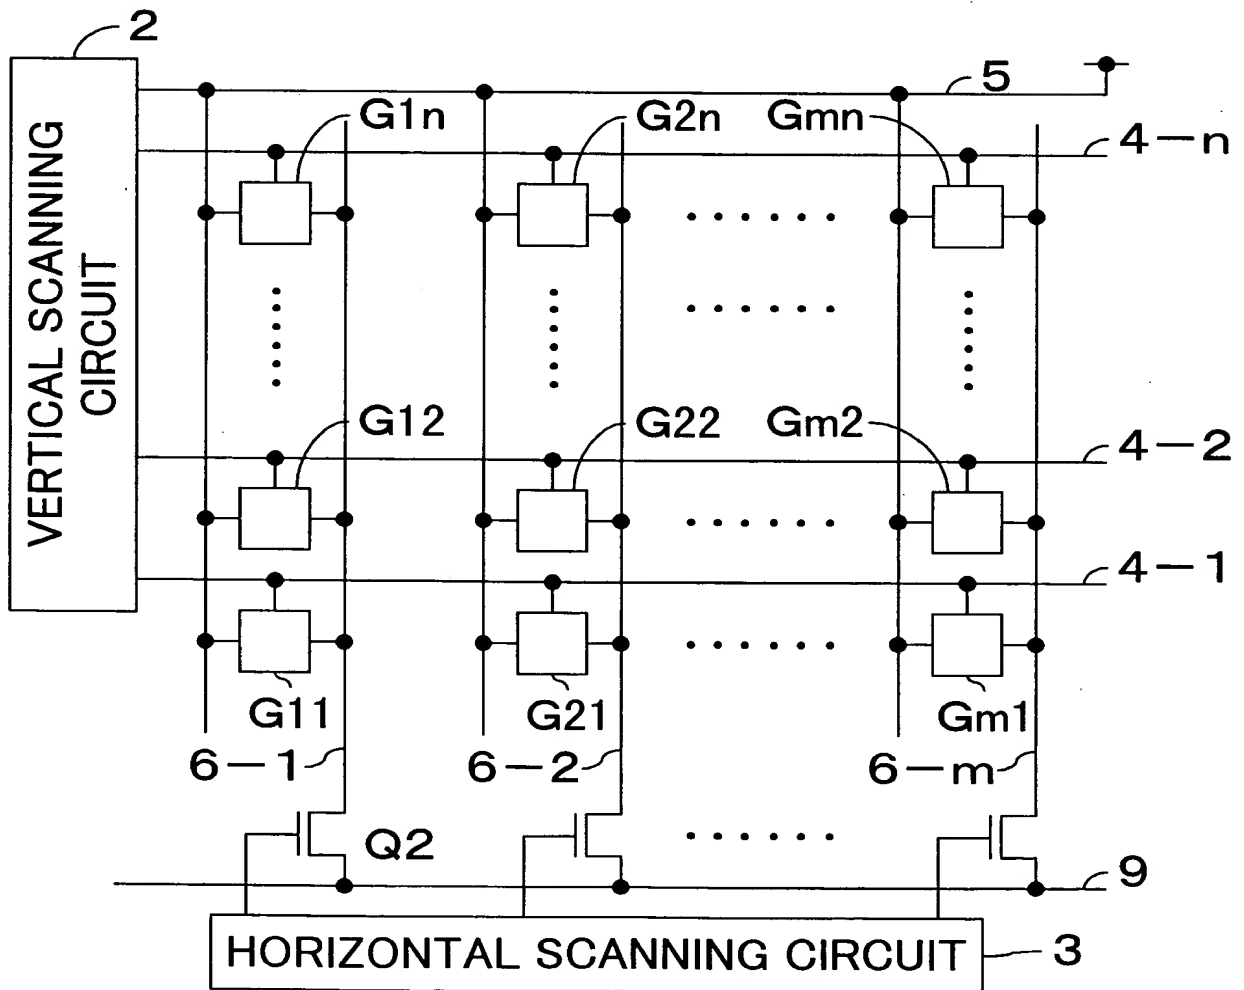 2
5
G1n
G2n
Gmn
4-n
VERTICAL SCANNING
CIRCUIT
G12
G22
Gm2
4-2
4-1
G11
G21
Gm1
6-1
6-2
6-m
Q2
9
HORIZONTAL SCANNING CIRCUIT
3